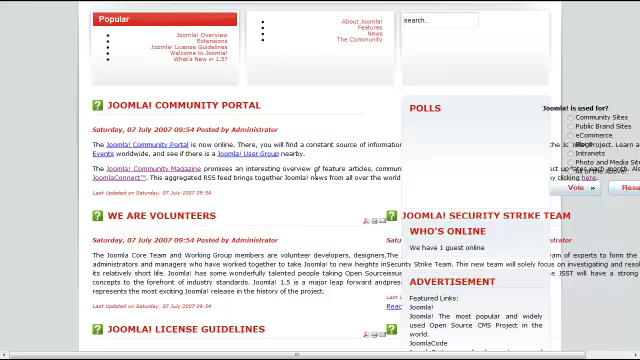 Popular
Joomla! Overview
Extensions
Joomla! License Guidelines
Welcome to Joomla!
What's New in 1.5?
About Joomla!
Features
News
The Community
search...
JOOMLA! COMMUNITY PORTAL
Saturday, 07 July 2007 09:54 Posted by Administrator
The Joomla! Community Portal is now online. There, you will find a constant source of information
Events worldwide, and see if there is a Joomla! User Group nearby.
The Joomla! Community Magazine promises an interesting overview of feature articles,
JoomlaConnect™. This aggregated RSS feed brings together Joomla! news from all over the world
by clicking here.
Last Updated on Saturday, 07 July 2007 09:54
POLLS
Joomla! is used for?
Community Sites
Public Brand Sites
eCommerce
Intranets
Photo and Media
All of the Above!
Vote »
WE ARE VOLUNTEERS
Saturday, 07 July 2007 09:54 Posted by Administrator
The Joomla Core Team and Working Group members are volunteer developers, designers,
administrators and managers who have worked together to take Joomla! to new heights in
its relatively short life. Joomla! has some wonderfully talented people taking Open Source
concepts to the forefront of industry standards. Joomla! 1.5 is a major leap forward and
represents the most exciting Joomla! release in the history of the project.
Last Updated on Saturday, 07 July 2007 09:54
JOOMLA! SECURITY STRIKE TEAM
WHO'S ONLINE
We have 1 guest online
Security Strike Team. This new team will solely focus on investigating and
ADVERTISEMENT
Featured Links:
Joomla!
Joomla! The most popular and widely
used Open Source CMS Project in the
world.
JoomlaCode
JOOMLA! LICENSE GUIDELINES